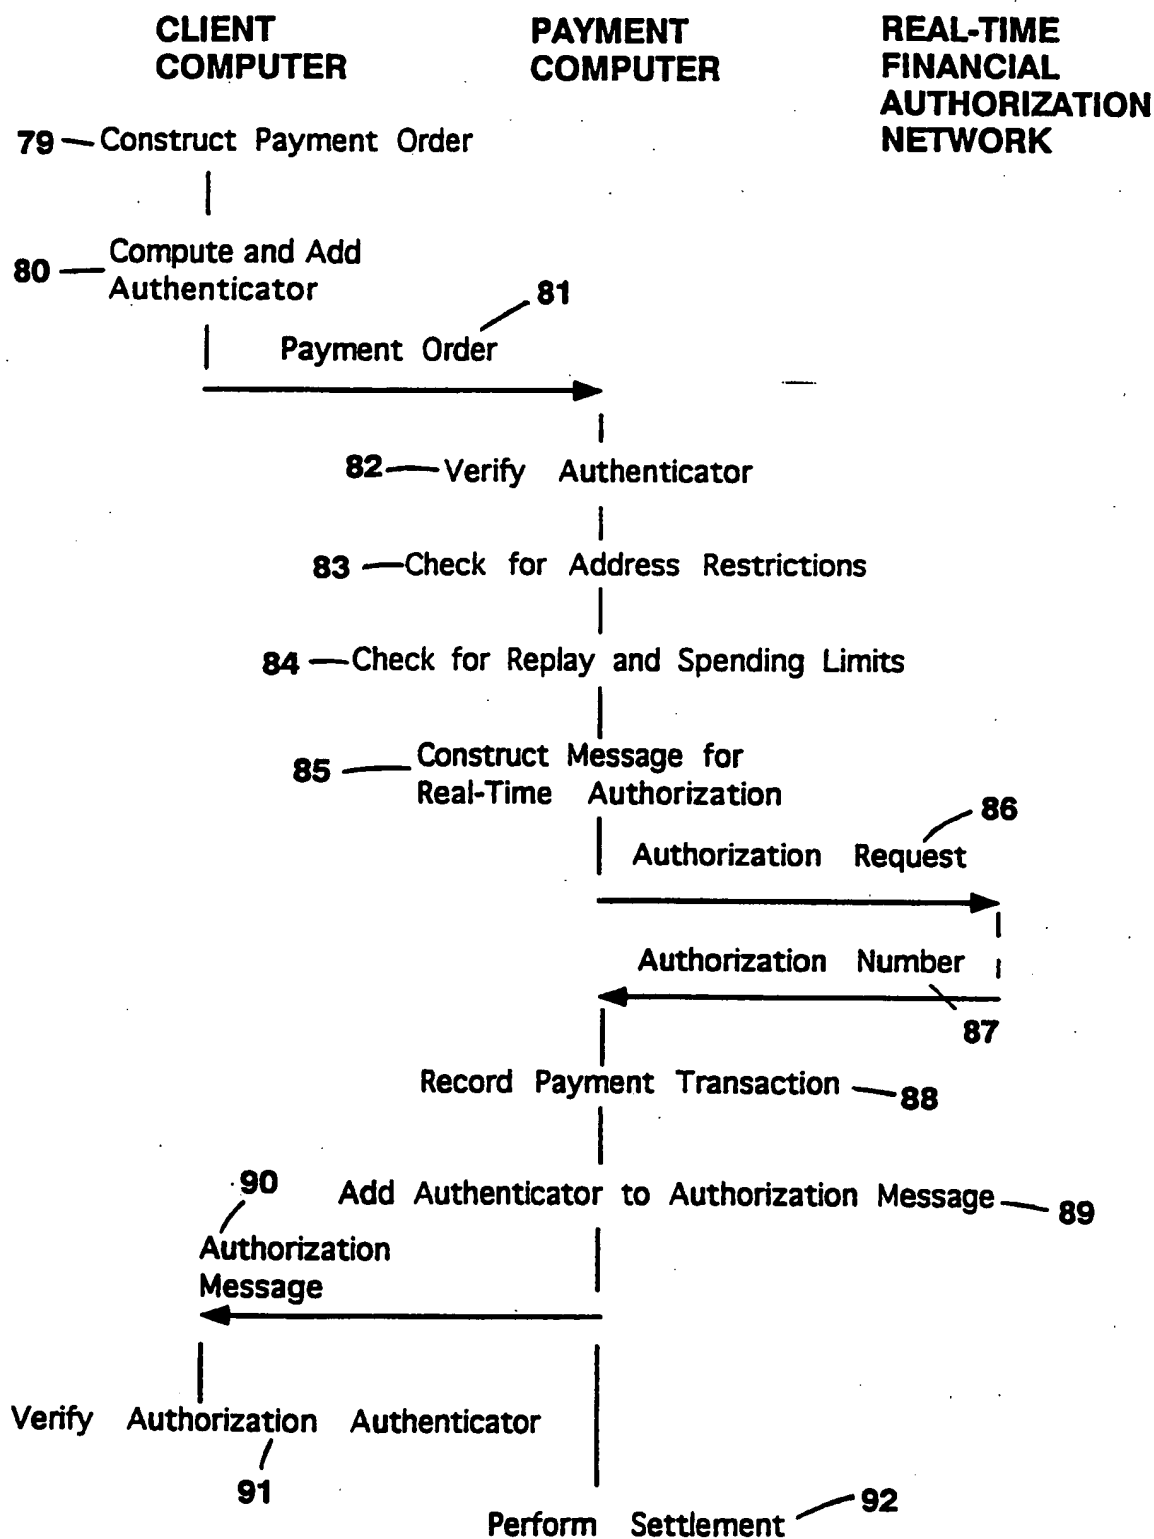 CLIENT
COMPUTER
PAYMENT
COMPUTER
REAL-TIME
FINANCIAL
AUTHORIZATION
NETWORK
79 Construct Payment Order
80 Compute and Add
Authenticator
81
Payment Order
82 Verify Authenticator
83 Check for Address Restrictions
84 Check for Replay and Spending Limits
85 Construct Message for
Real-Time Authorization
86
Authorization Request
Authorization Number
87
Record Payment Transaction 88
90
Add Authenticator to Authorization Message 89
Authorization
Message
Verify Authorization Authenticator
91
92
Perform Settlement